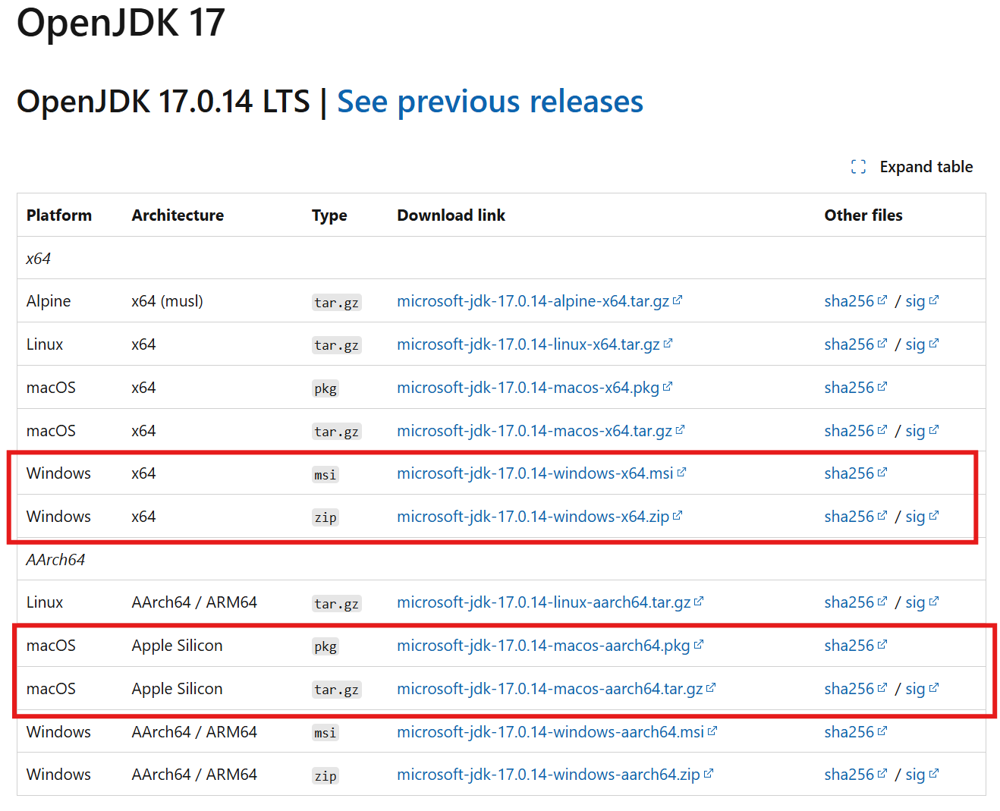 OpenJDK 17
OpenJDK 17.0.14 LTS | See previous releases
Expand table
Platform Architecture Type Download link Other files
x64
Alpine x64 (musl) tar.gz microsoft-jdk-17.0.14-alpine-x64.tar.gz sha256 / sig
Linux x64 tar.gz microsoft-jdk-17.0.14-linux-x64.tar.gz sha256 / sig
macOS x64 pkg microsoft-jdk-17.0.14-macos-x64.pkg sha256
macOS x64 tar.gz microsoft-jdk-17.0.14-macos-x64.tar.gz sha256 / sig
Windows x64 msi microsoft-jdk-17.0.14-windows-x64.msi sha256
Windows x64 zip microsoft-jdk-17.0.14-windows-x64.zip sha256 / sig
AArch64
Linux AArch64 / ARM64 tar.gz microsoft-jdk-17.0.14-linux-aarch64.tar.gz sha256 / sig
macOS Apple Silicon pkg microsoft-jdk-17.0.14-macos-aarch64.pkg sha256
macOS Apple Silicon tar.gz microsoft-jdk-17.0.14-macos-aarch64.tar.gz sha256 / sig
Windows AArch64 / ARM64 msi microsoft-jdk-17.0.14-windows-aarch64.msi sha256
Windows AArch64 / ARM64 zip microsoft-jdk-17.0.14-windows-aarch64.zip sha256 / sig